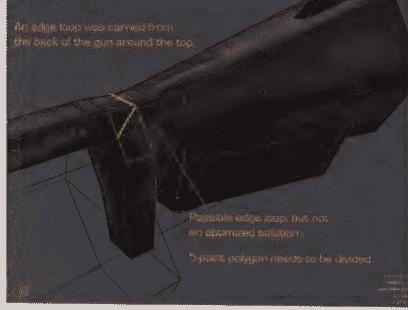 An edge loop was carried from
the back of the gun around the top.
Possible edge loop, but not
an optimized solution.
5-point polygon needs to be divided.